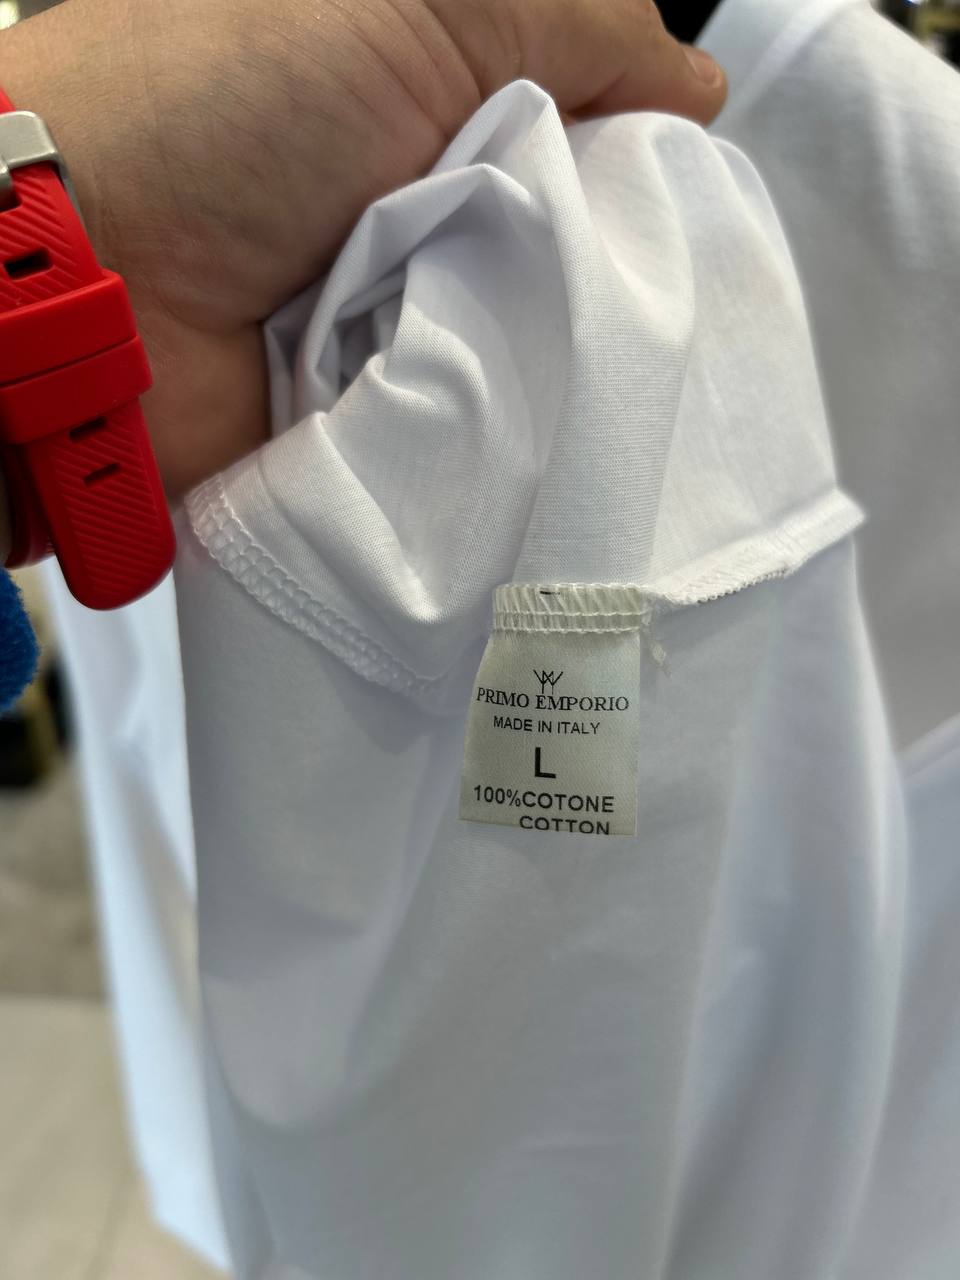 PRIMO EMPORIO
MADE IN ITALY
L
100%COTONE
COTTON